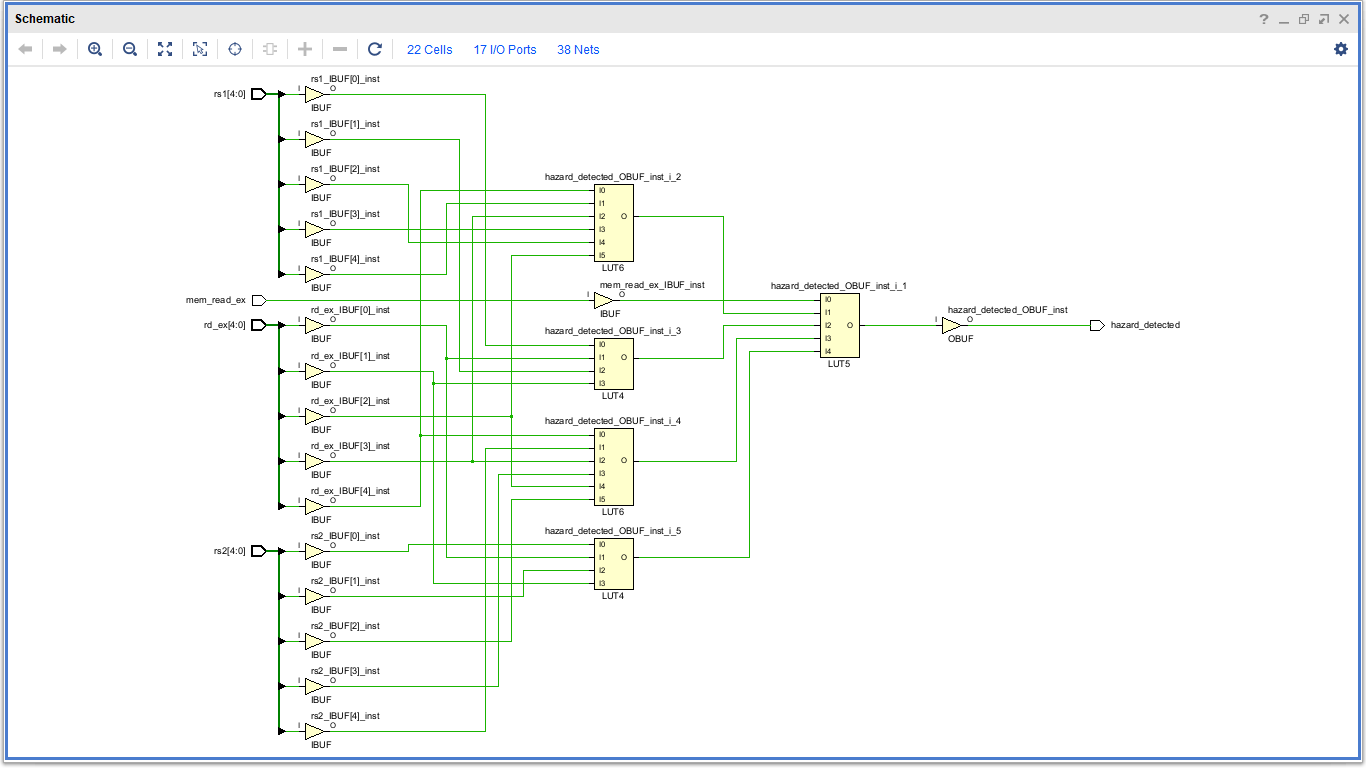 Schematic
22 Cells 17 I/O Ports 38 Nets
rs1[4:0]
rs1_IBUF[0]_inst
I O
IBUF
rs1_IBUF[1]_inst
I O
IBUF
rs1_IBUF[2]_inst
I O
IBUF
rs1_IBUF[3]_inst
I O
IBUF
rs1_IBUF[4]_inst
I O
IBUF
mem_read_ex
rd_ex[4:0]
rd_ex_IBUF[0]_inst
I O
IBUF
rd_ex_IBUF[1]_inst
I O
IBUF
rd_ex_IBUF[2]_inst
I O
IBUF
rd_ex_IBUF[3]_inst
I O
IBUF
rd_ex_IBUF[4]_inst
I O
IBUF
rs2[4:0]
rs2_IBUF[0]_inst
I O
IBUF
rs2_IBUF[1]_inst
I O
IBUF
rs2_IBUF[2]_inst
I O
IBUF
rs2_IBUF[3]_inst
I O
IBUF
rs2_IBUF[4]_inst
I O
IBUF
hazard_detected_OBUF_inst_i_2
I0
I1
I2 O
I3
I4
I5
LUT6
mem_read_ex_IBUF_inst
I O
IBUF
hazard_detected_OBUF_inst_i_3
I0
I1 O
I2
I3
LUT4
hazard_detected_OBUF_inst_i_4
I0
I1
I2 O
I3
I4
I5
LUT6
hazard_detected_OBUF_inst_i_5
I0
I1 O
I2
I3
LUT4
hazard_detected_OBUF_inst_i_1
I0
I1
I2 O
I3
I4
LUT5
hazard_detected_OBUF_inst
I O
OBUF
hazard_detected